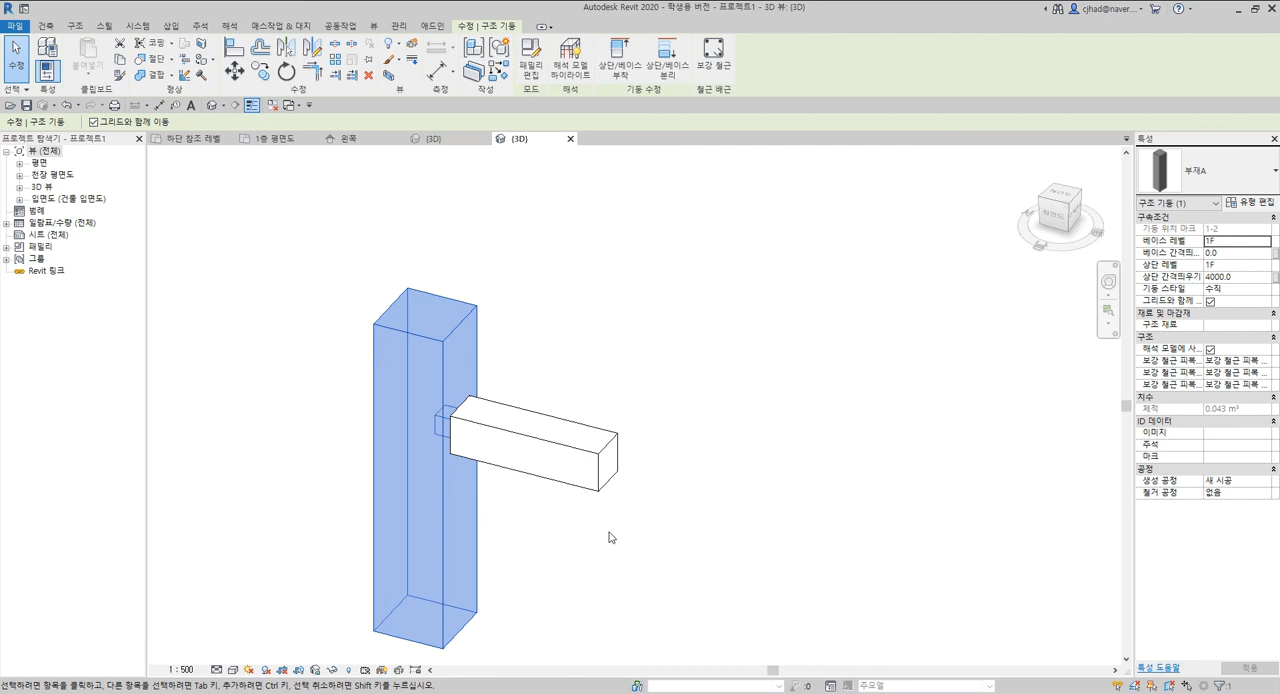 Autodesk Revit 2020 - 학생용 버전 - 프로젝트1 - 3D 뷰: {3D}
cjhad@naver....
파일 건축 구조 스틸 시스템 삽입 주석 해석 매스작업 & 대지 공동작업 뷰 관리 애드인 수정 | 구조 기둥
수정 붙여넣기 코핑 절단 결합 패밀리 편집 해석 모델 하이라이트 상단/베이스 부착 상단/베이스 분리 보강 철근
선택 특성 클립보드 형상 수정 뷰 측정 작성 모드 해석 기둥 수정 철근 배근
수정 | 구조 기둥 그리드와 함께 이동
프로젝트 탐색기 - 프로젝트1
하단 참조 레벨 1층 평면도 왼쪽 {3D} {3D}
뷰 (전체)
평면
천장 평면도
3D 뷰
입면도 (건물 입면도)
범례
일람표/수량 (전체)
시트 (전체)
패밀리
그룹
Revit 링크
특성
부재A
구조 기둥 (1) 유형 편집
구속조건
기둥 위치 마크 1-2
베이스 레벨 1F
베이스 간격띄... 0.0
상단 레벨 1F
상단 간격띄우기 4000.0
기둥 스타일 수직
그리드와 함께 ...
재료 및 마감재
구조 재료
구조
해석 모델에 사...
보강 철근 피복... 보강 철근 피복 ...
보강 철근 피복... 보강 철근 피복 ...
보강 철근 피복... 보강 철근 피복 ...
치수
체적 0.043 m³
ID 데이터
이미지
주석
마크
공정
생성 공정 새 시공
철거 공정 없음
특성 도움말 적용
1 : 500
선택하려면 항목을 클릭하고, 다른 항목을 선택하려면 Tab 키, 추가하려면 Ctrl 키, 선택 취소하려면 Shift 키를 누르십시오.
:0 주모델 :1